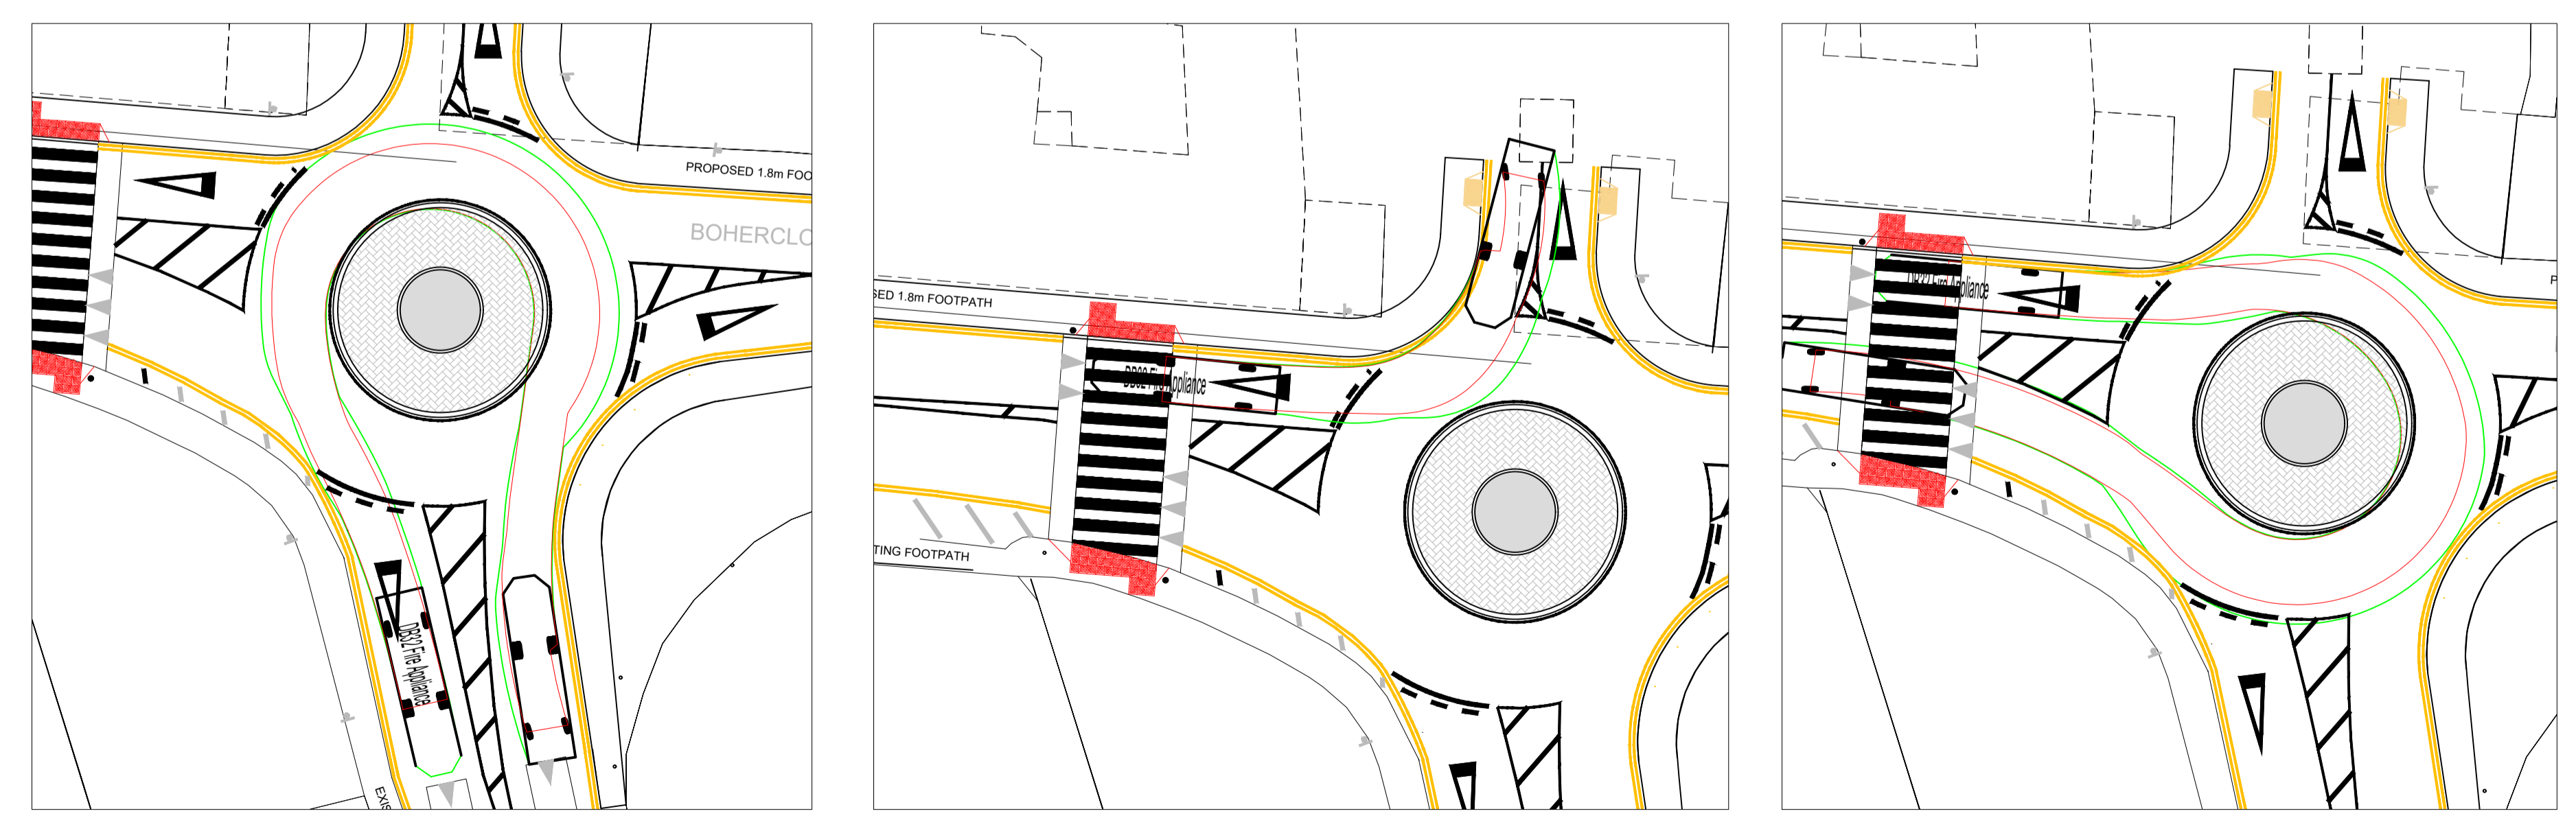 PROPOSED 1.8m FOO
BOHERCLO
DB32 Fire Appliance
EXIS
SED 1.8m FOOTPATH
DB32 Fire Appliance
TING FOOTPATH
DB32 Fire Appliance
P